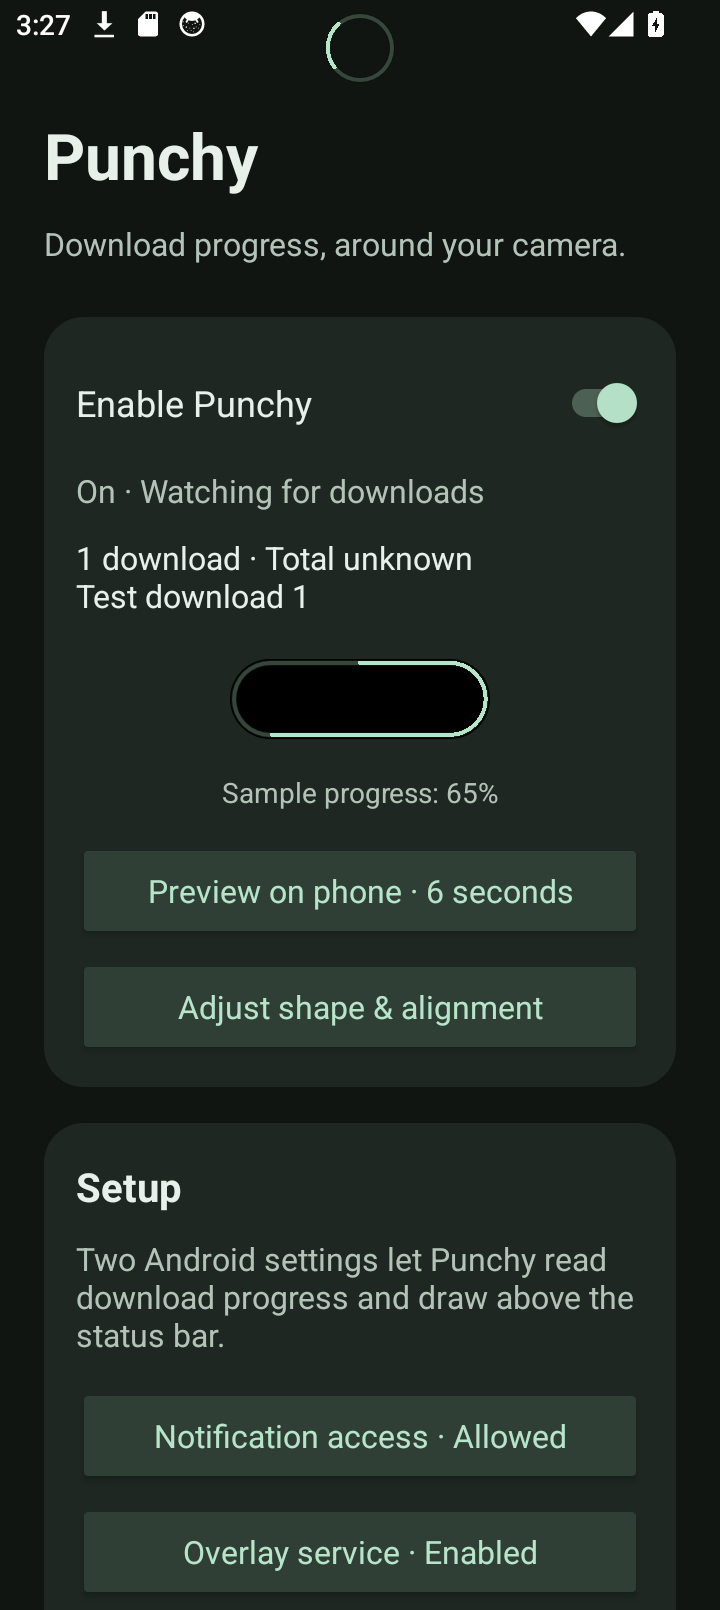 3:27
Punchy
Download progress, around your camera.
Enable Punchy
On · Watching for downloads
1 download · Total unknown
Test download 1
Sample progress: 65%
Preview on phone · 6 seconds
Adjust shape & alignment
Setup
Two Android settings let Punchy read
download progress and draw above the
status bar.
Notification access · Allowed
Overlay service · Enabled